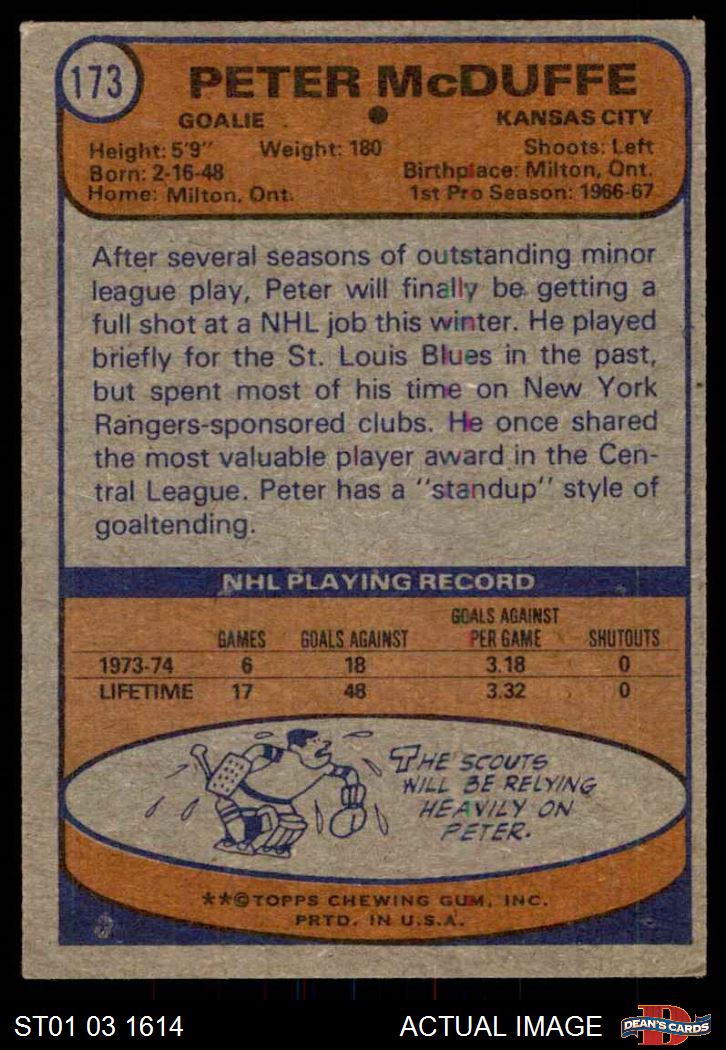 173
PETER McDUFFE
GOALIE • KANSAS CITY
Height: 5'9" Weight: 180 Shoots: Left
Born: 2-16-48 Birthplace: Milton, Ont.
Home: Milton, Ont. 1st Pro Season: 1966-67
After several seasons of outstanding minor
league play, Peter will finally be getting a
full shot at a NHL job this winter. He played
briefly for the St. Louis Blues in the past,
but spent most of his time on New York
Rangers-sponsored clubs. He once shared
the most valuable player award in the Cen-
tral League. Peter has a "standup" style of
goaltending.
NHL PLAYING RECORD
GAMES GOALS AGAINST GOALS AGAINST PER GAME SHUTOUTS
1973-74 6 18 3.18 0
LIFETIME 17 48 3.32 0
THE SCOUTS
WILL BE RELYING
HEAVILY ON
PETER.
**©TOPPS CHEWING GUM, INC.
PRTD. IN U.S.A.
ST01 03 1614 ACTUAL IMAGE D DEAN'S CARDS